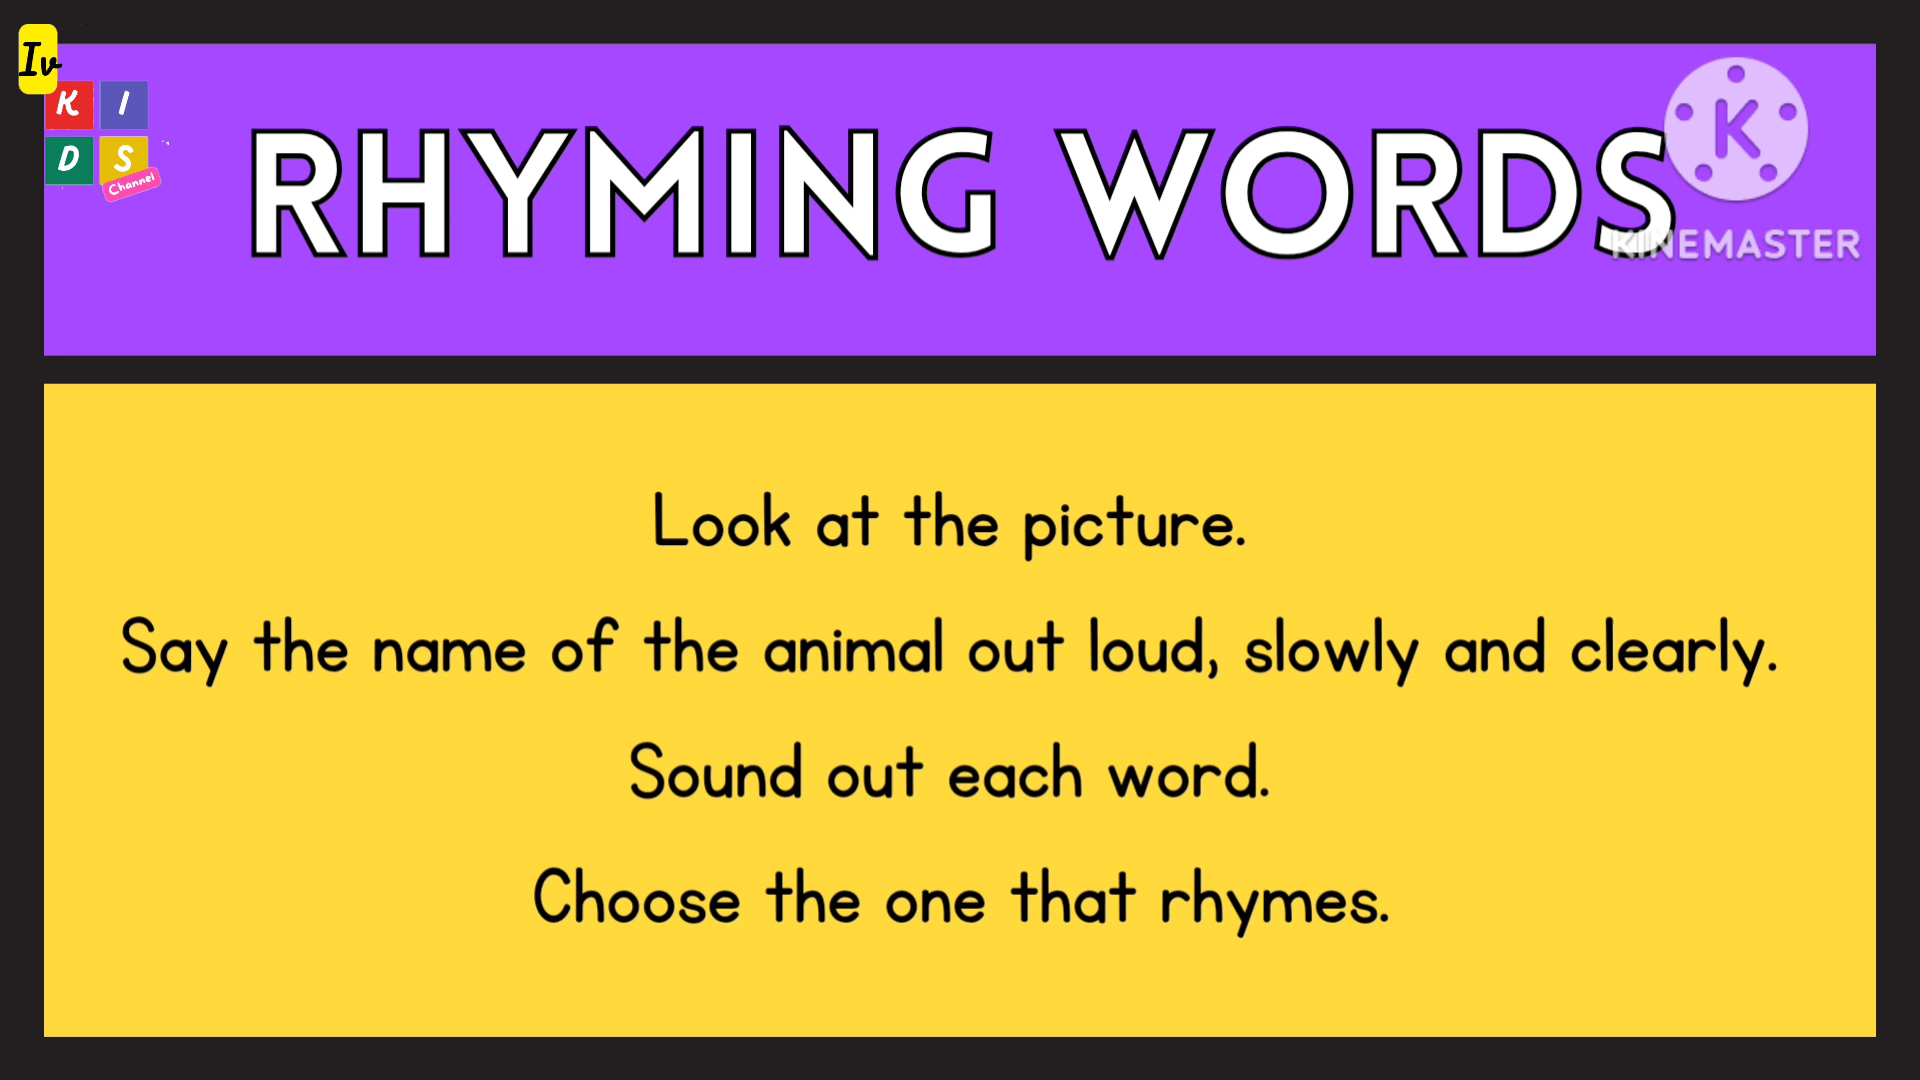 Iv
K I
D S
Channel
RHYMING WORDS
K
KINEMASTER
Look at the picture.
Say the name of the animal out loud, slowly and clearly.
Sound out each word.
Choose the one that rhymes.